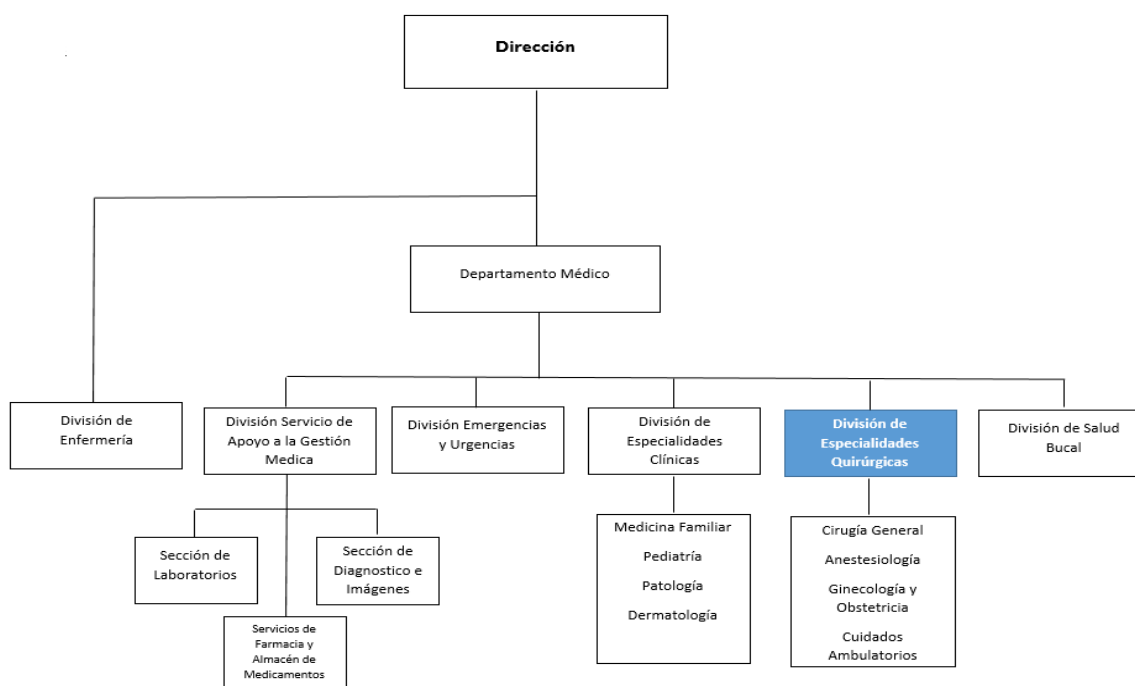 Dirección
Departamento Médico
División de
Enfermería
División Servicio de
Apoyo a la Gestión
Medica
División Emergencias
y Urgencias
División de
Especialidades
Clínicas
División de
Especialidades
Quirúrgicas
División de Salud
Bucal
Sección de
Laboratorios
Sección de
Diagnostico e
Imágenes
Servicios de
Farmacia y
Almacén de
Medicamentos
Medicina Familiar
Pediatría
Patología
Dermatología
Cirugía General
Anestesiología
Ginecología y
Obstetricia
Cuidados
Ambulatorios